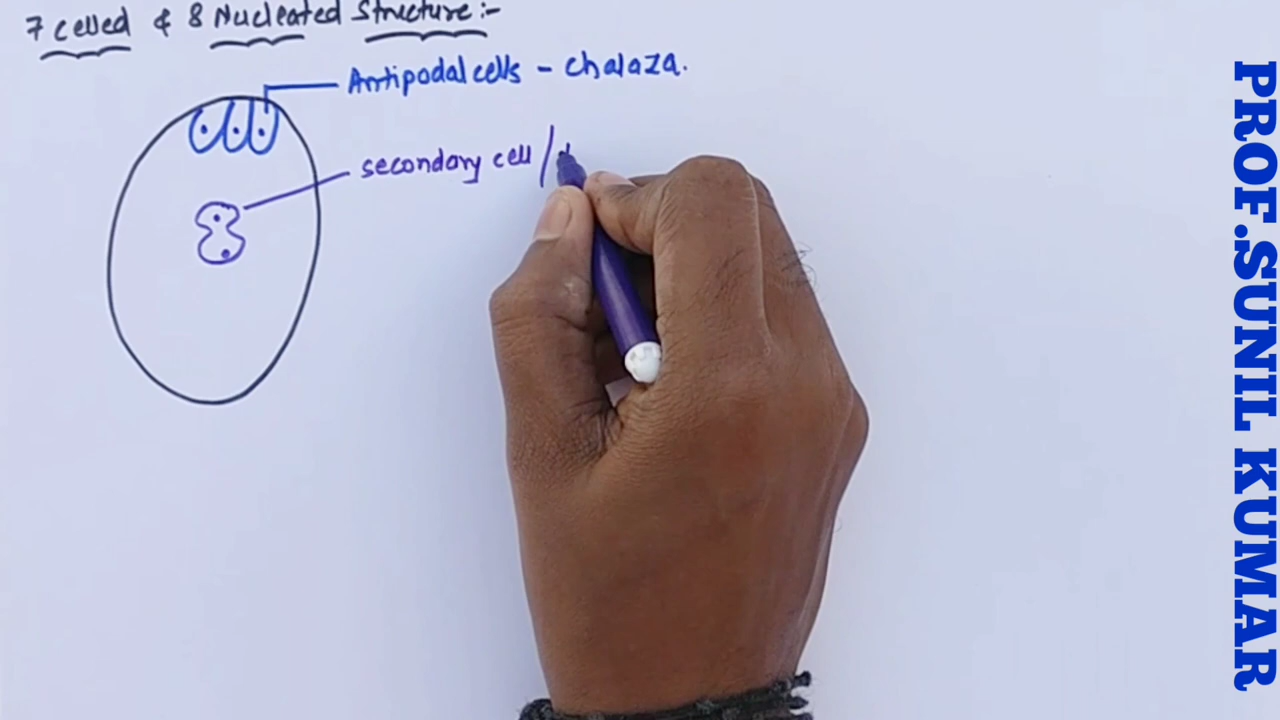 7 celled & 8 Nucleated Structure:-
Antipodal cells - chalaza.
secondary cell /
PROF.SUNIL KUMAR